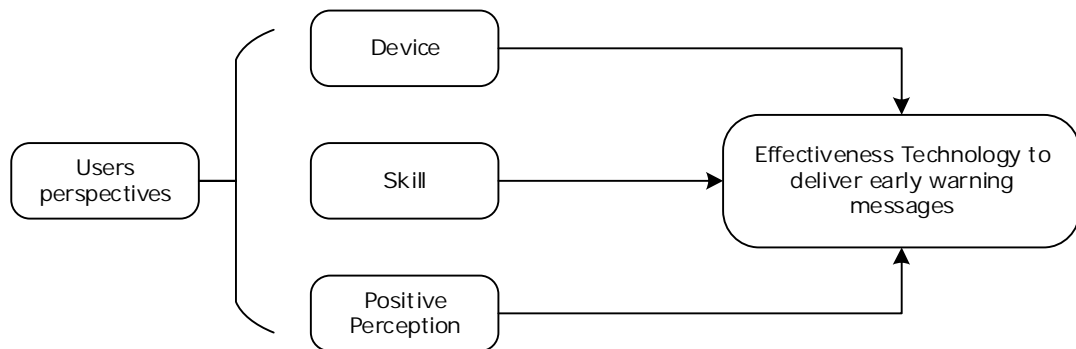 Device
Users
perspectives
Skill
Effectiveness Technology to
deliver early warning
messages
Positive
Perception